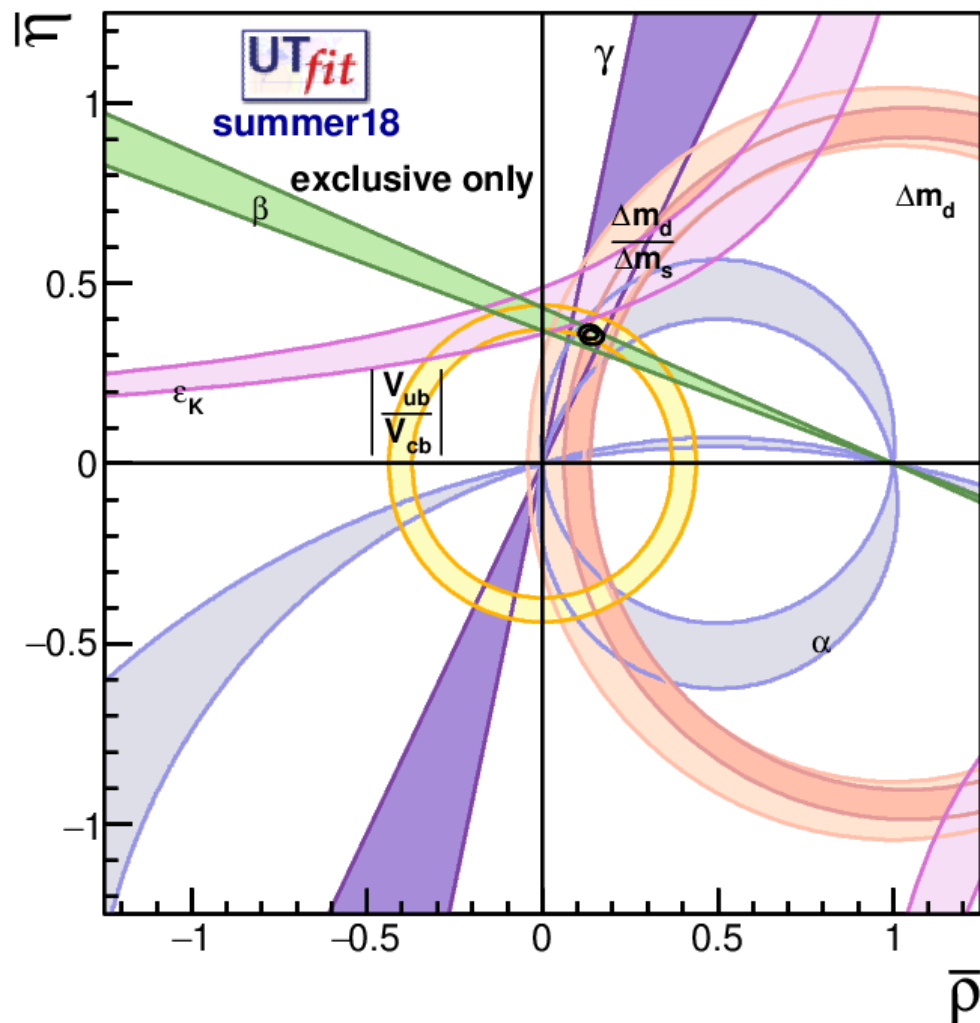 η̅
UTfit
summer18
exclusive only
γ
β
Δm_d
Δm_d
Δm_s
ε_K
V_ub
V_cb
α
1
0.5
0
−0.5
−1
−1
−0.5
0
0.5
1
ρ̅